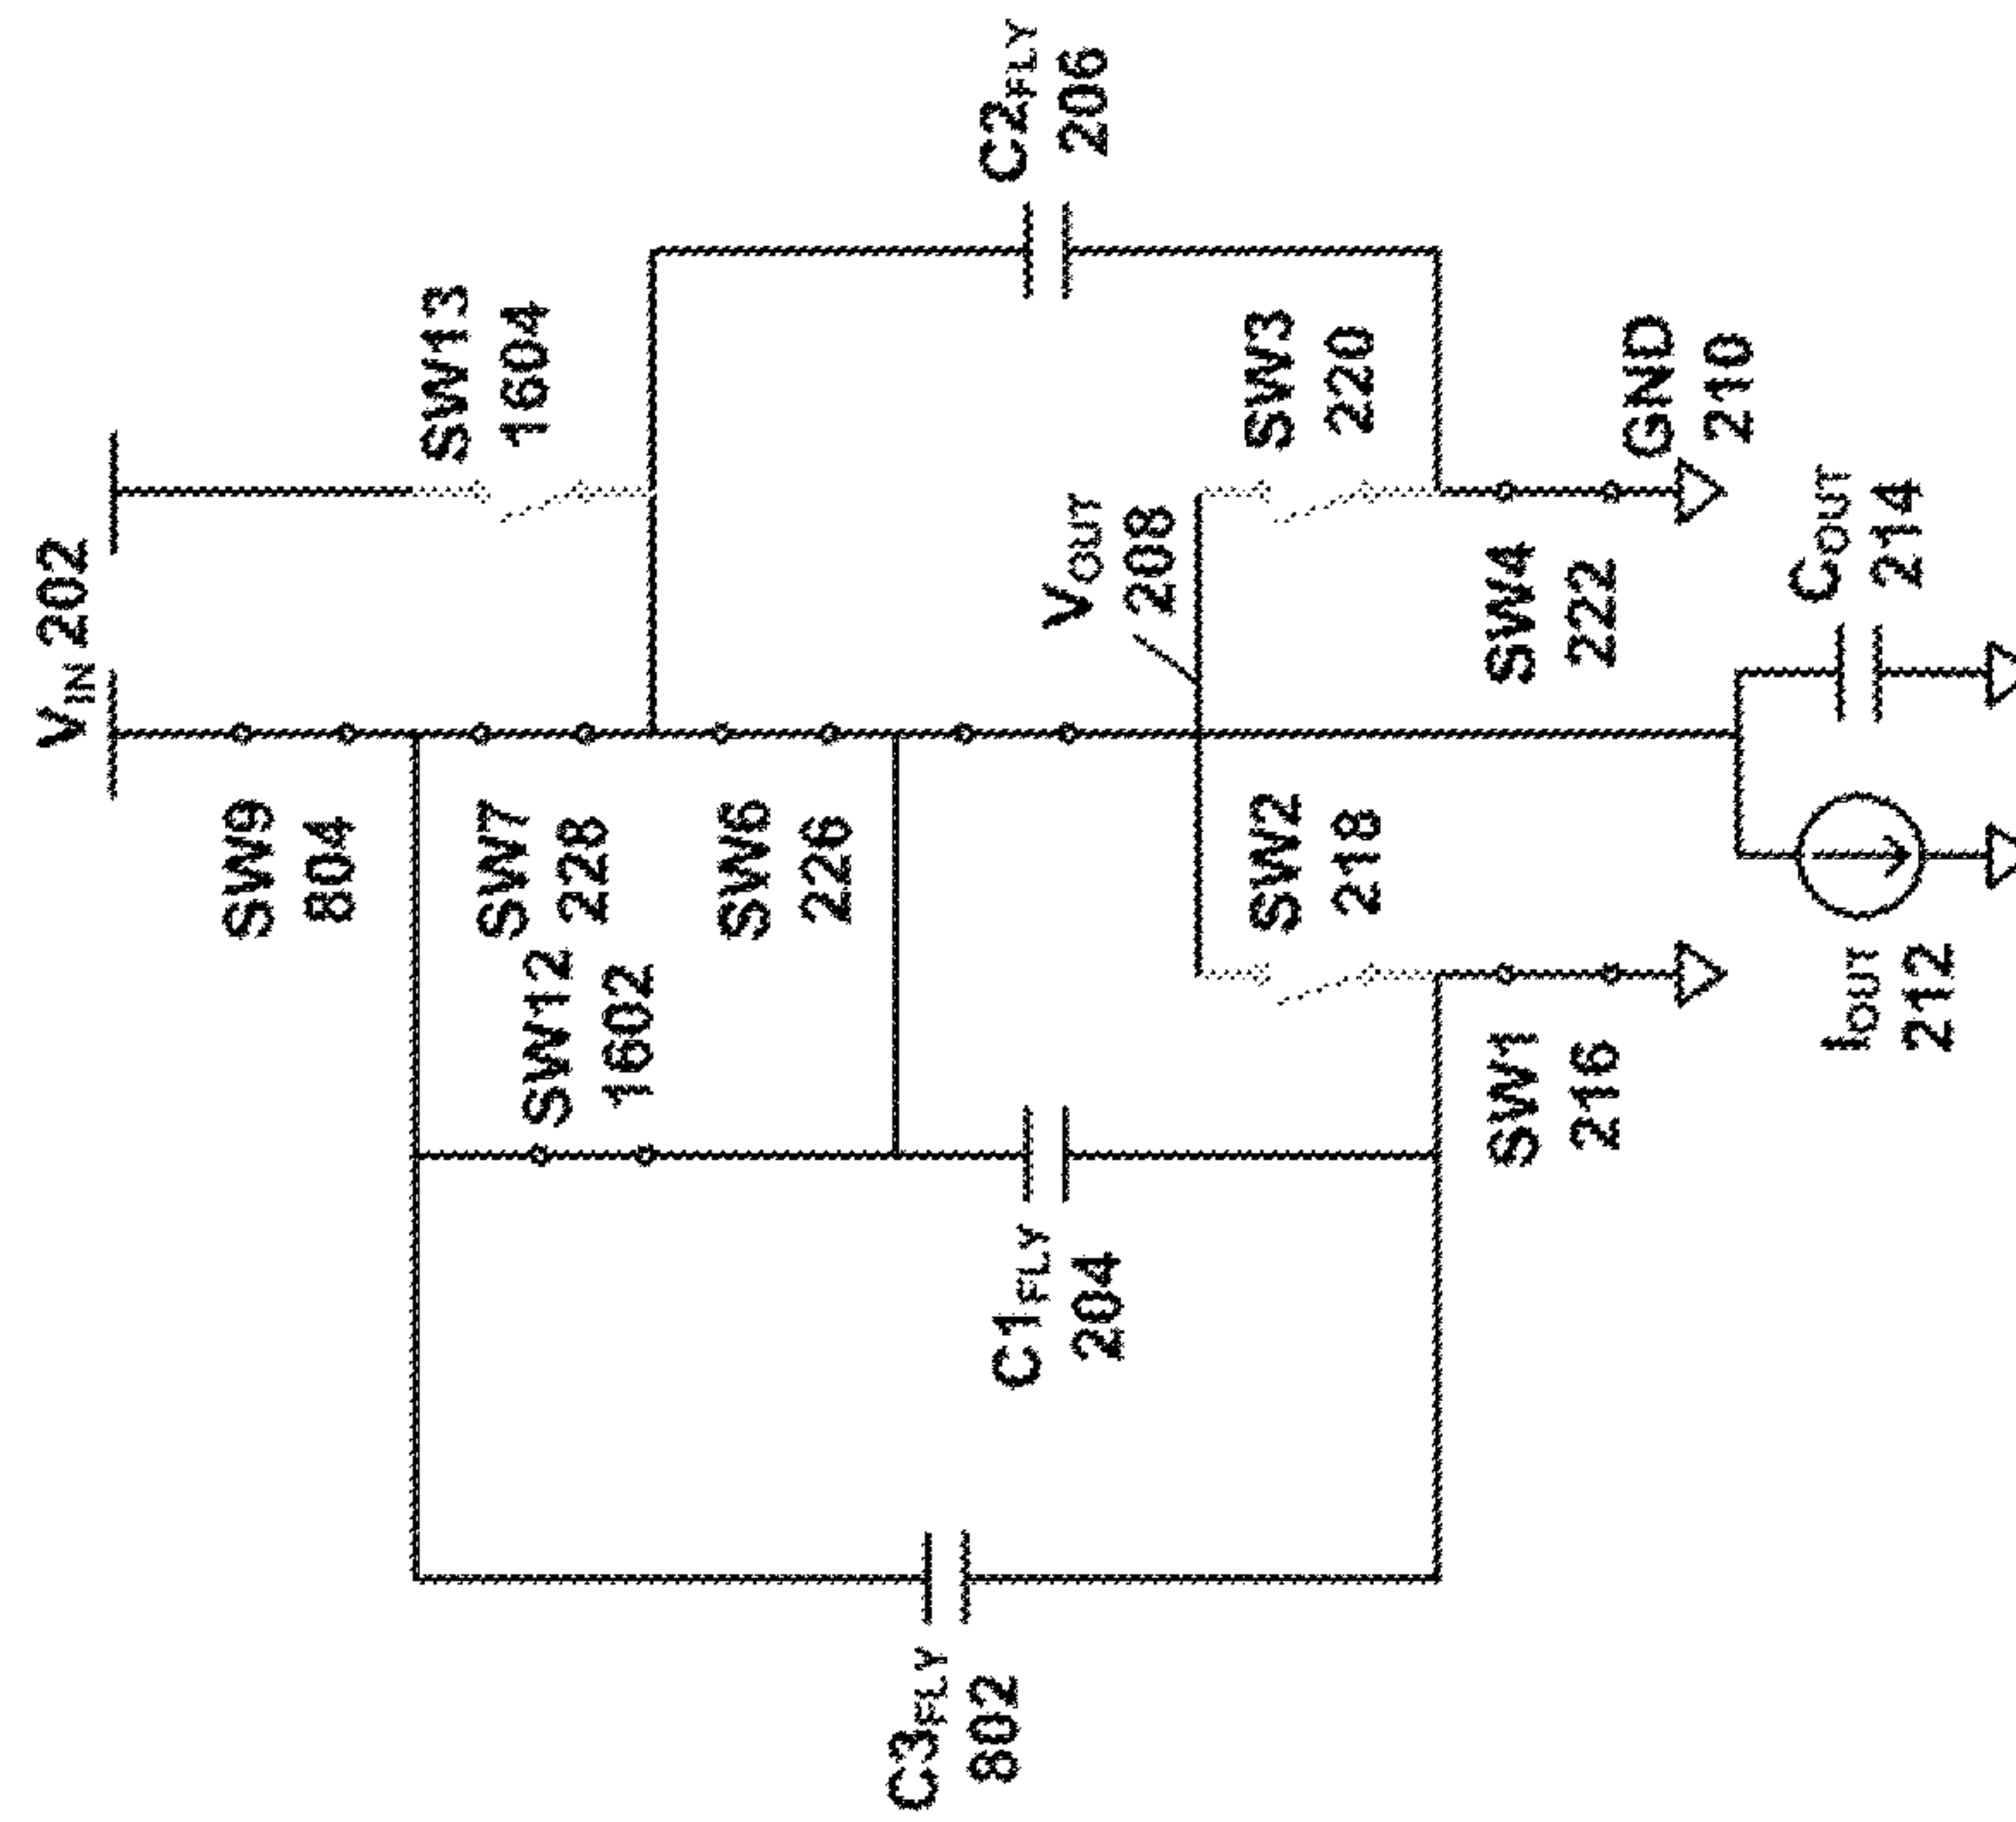 V_IN 202
SW9
804
SW13
1604
SW7
228
SW12
1602
SW6
226
C3_FLY
802
C1_FLY
204
C2_FLY
206
V_OUT
208
SW2
218
SW3
220
SW1
216
SW4
222
GND
210
I_OUT
212
C_OUT
214